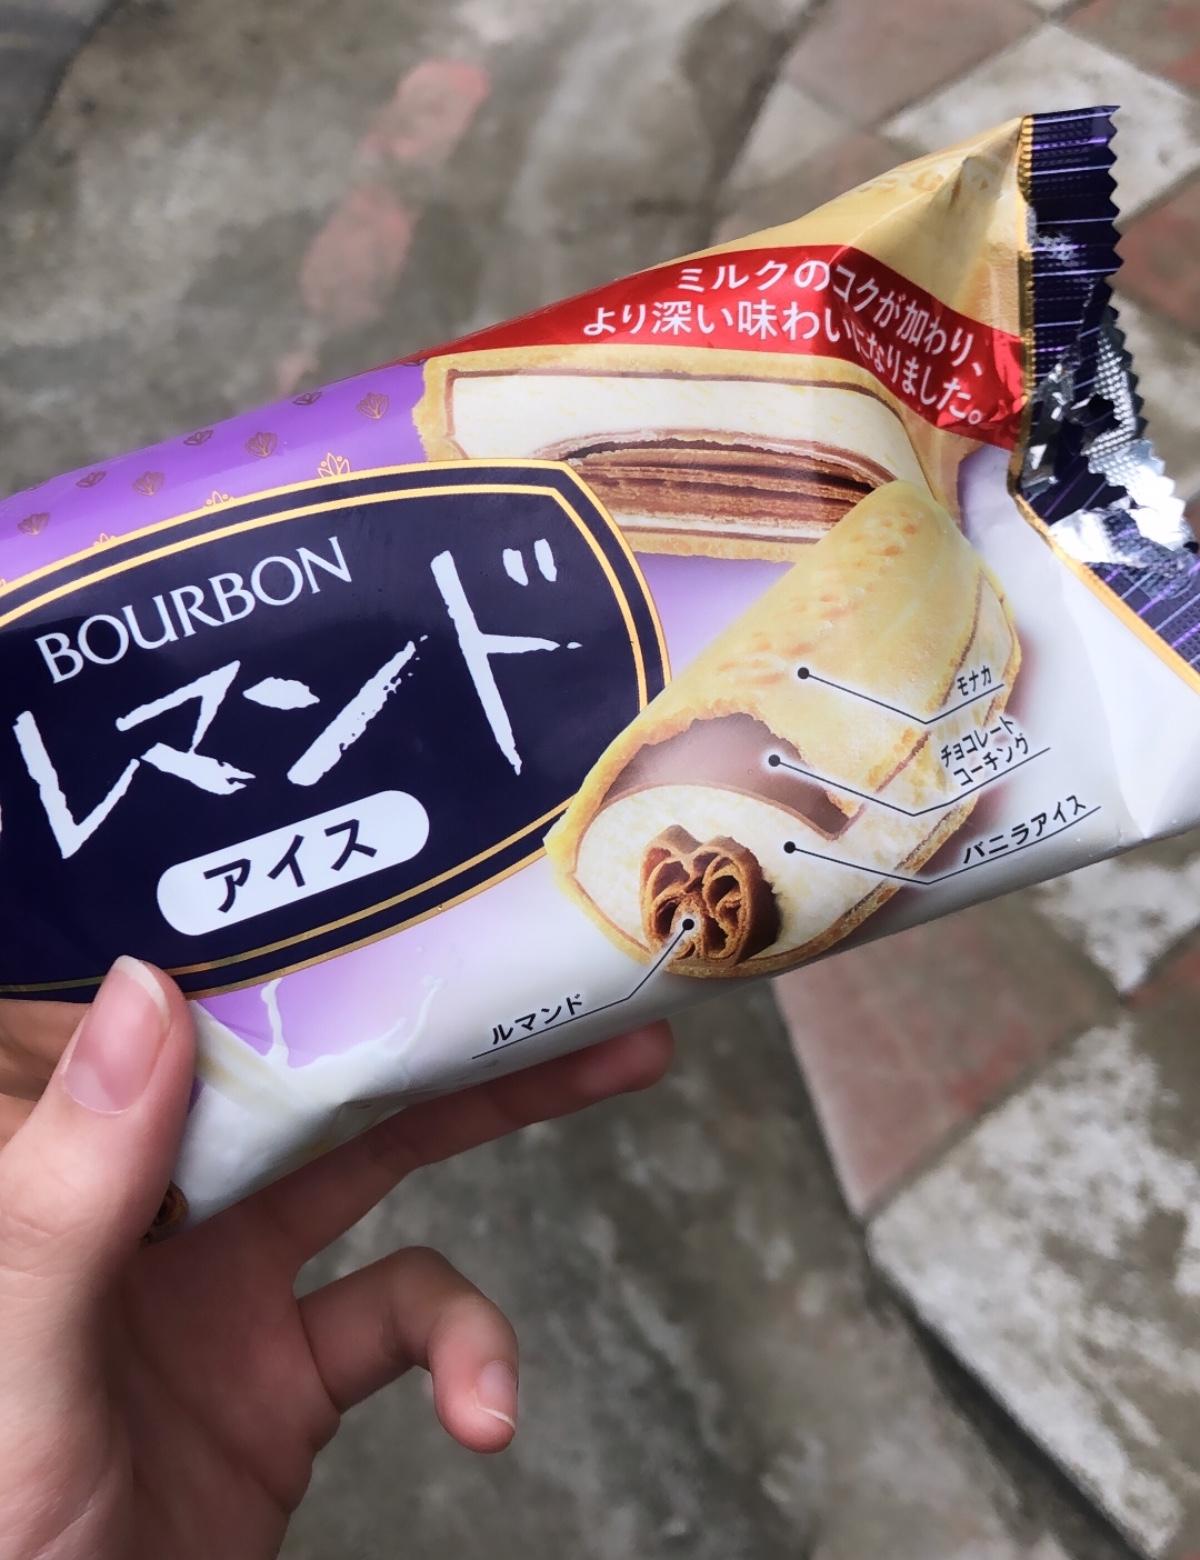 ミルクのコクが加わり、
より深い味わいになりました。
BOURBON
ルマンド
アイス
モナカ
チョコレート
コーチング
バニラアイス
ルマンド